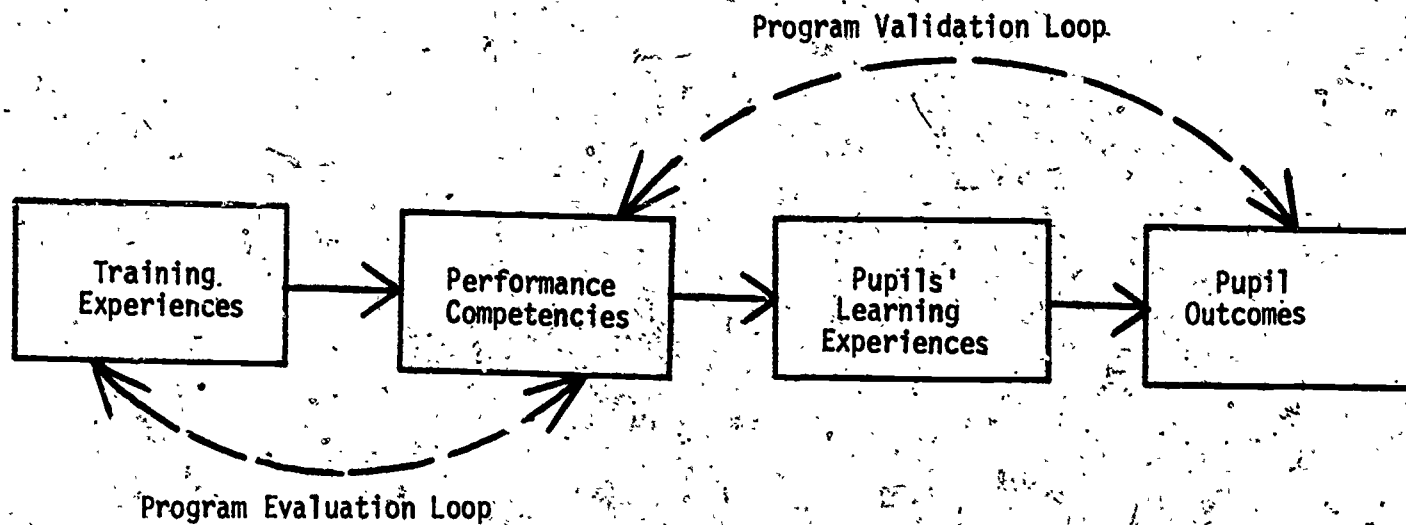 Program Validation Loop
Training
Experiences
Performance
Competencies
Pupils'
Learning
Experiences
Pupil
Outcomes
Program Evaluation Loop